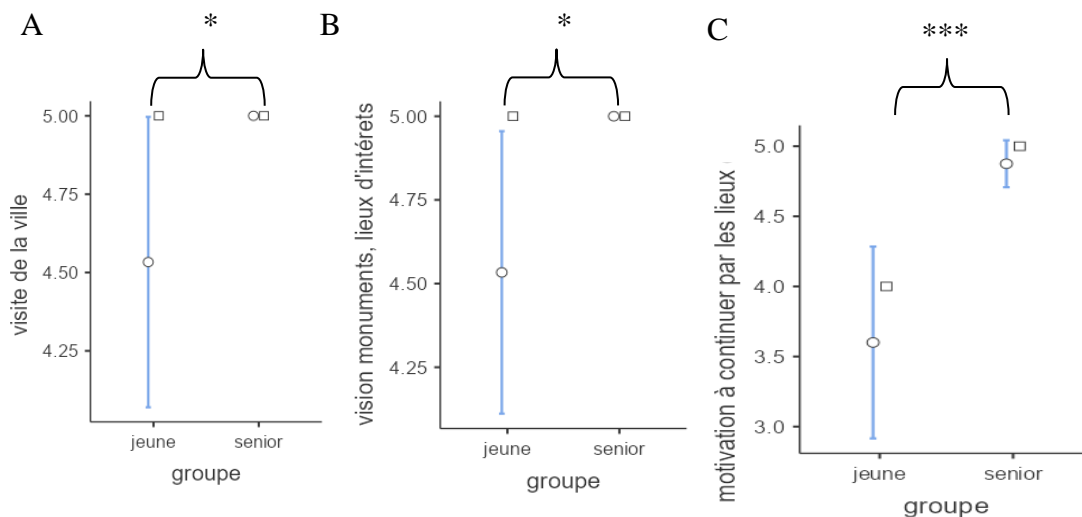 A
*
5.00
4.75
4.50
4.25
visite de la ville
jeune
senior
groupe
B
*
5.00
4.75
4.50
4.25
vision monuments, lieux d'intérets
jeune
senior
groupe
C
***
5.0
4.5
4.0
3.5
3.0
motivation à continuer par les lieux
jeune
senior
groupe